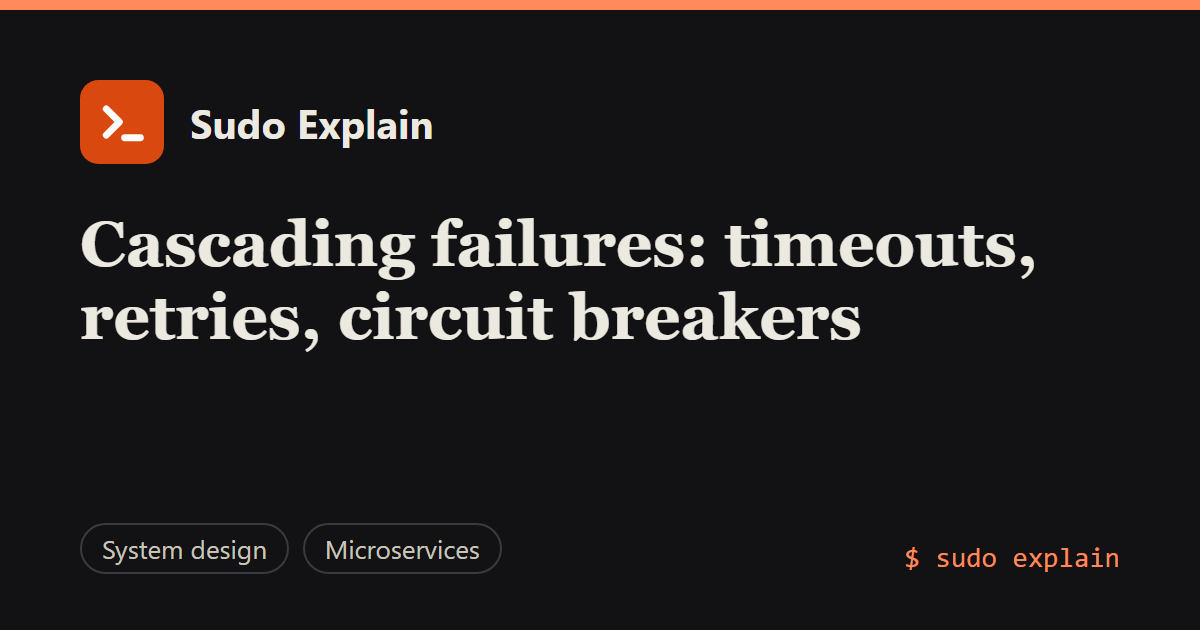 Sudo Explain
Cascading failures: timeouts,
retries, circuit breakers
System design
Microservices
$ sudo explain